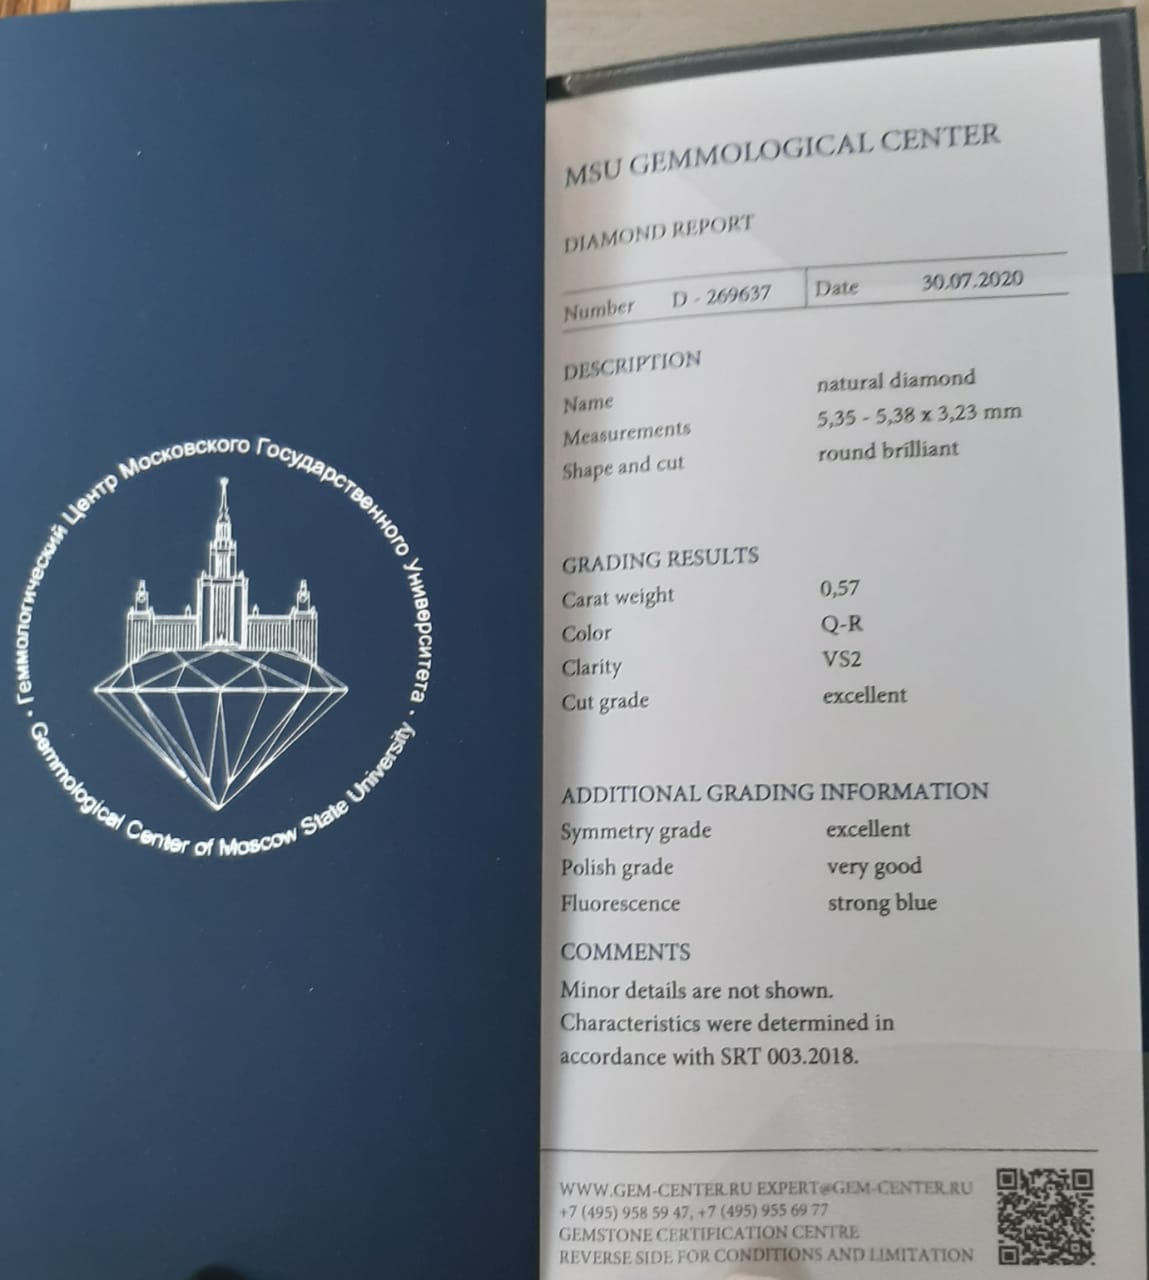 Геммологический Центр Московского Государственного Университета
Gemmological Center of Moscow State University
MSU GEMMOLOGICAL CENTER
DIAMOND REPORT
Number D - 269637 Date 30.07.2020
DESCRIPTION
Name natural diamond
Measurements 5,35 - 5,38 x 3,23 mm
Shape and cut round brilliant
GRADING RESULTS
Carat weight 0,57
Color Q-R
Clarity VS2
Cut grade excellent
ADDITIONAL GRADING INFORMATION
Symmetry grade excellent
Polish grade very good
Fluorescence strong blue
COMMENTS
Minor details are not shown.
Characteristics were determined in
accordance with SRT 003.2018.
WWW.GEM-CENTER.RU EXPERT@GEM-CENTER.RU
+7 (495) 958 59 47, +7 (495) 955 69 77
GEMSTONE CERTIFICATION CENTRE
REVERSE SIDE FOR CONDITIONS AND LIMITATION